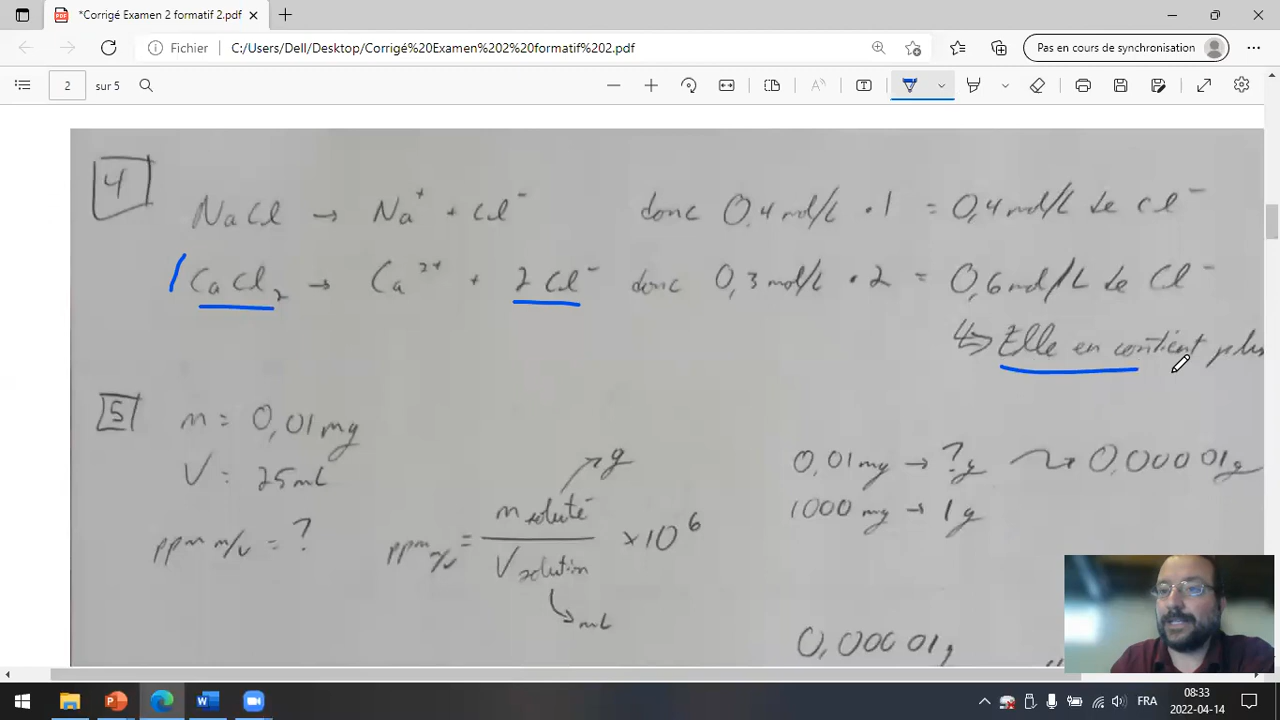 *Corrigé Examen 2 formatif 2.pdf
Fichier C:/Users/Dell/Desktop/Corrigé%20Examen%202%20formatif%202.pdf Pas en cours de synchronisation
2 sur 5
4
NaCl → Na⁺ + Cl⁻ donc 0,4 mol/L · 1 = 0,4 mol/L de Cl⁻
CaCl₂ → Ca²⁺ + 2 Cl⁻ donc 0,3 mol/L · 2 = 0,6 mol/L de Cl⁻
↳ Elle en contient plus
5
m = 0,01 mg
V = 25 mL
ppm m/v = ?
ppm m/v = m soluté / V solution × 10⁶
g
mL
0,01 mg → ? g → 0,00001 g
1000 mg → 1 g
0,00001 g
FRA
08:33
2022-04-14